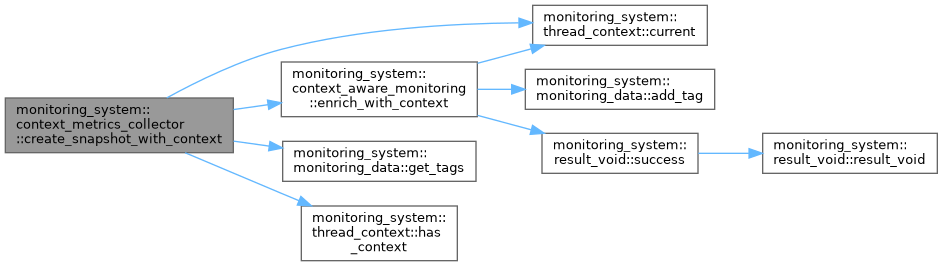 monitoring_system::
context_metrics_collector
::create_snapshot_with_context
monitoring_system::
thread_context::current
monitoring_system::
context_aware_monitoring
::enrich_with_context
monitoring_system::
monitoring_data::add_tag
monitoring_system::
result_void::success
monitoring_system::
result_void::result_void
monitoring_system::
monitoring_data::get_tags
monitoring_system::
thread_context::has
_context